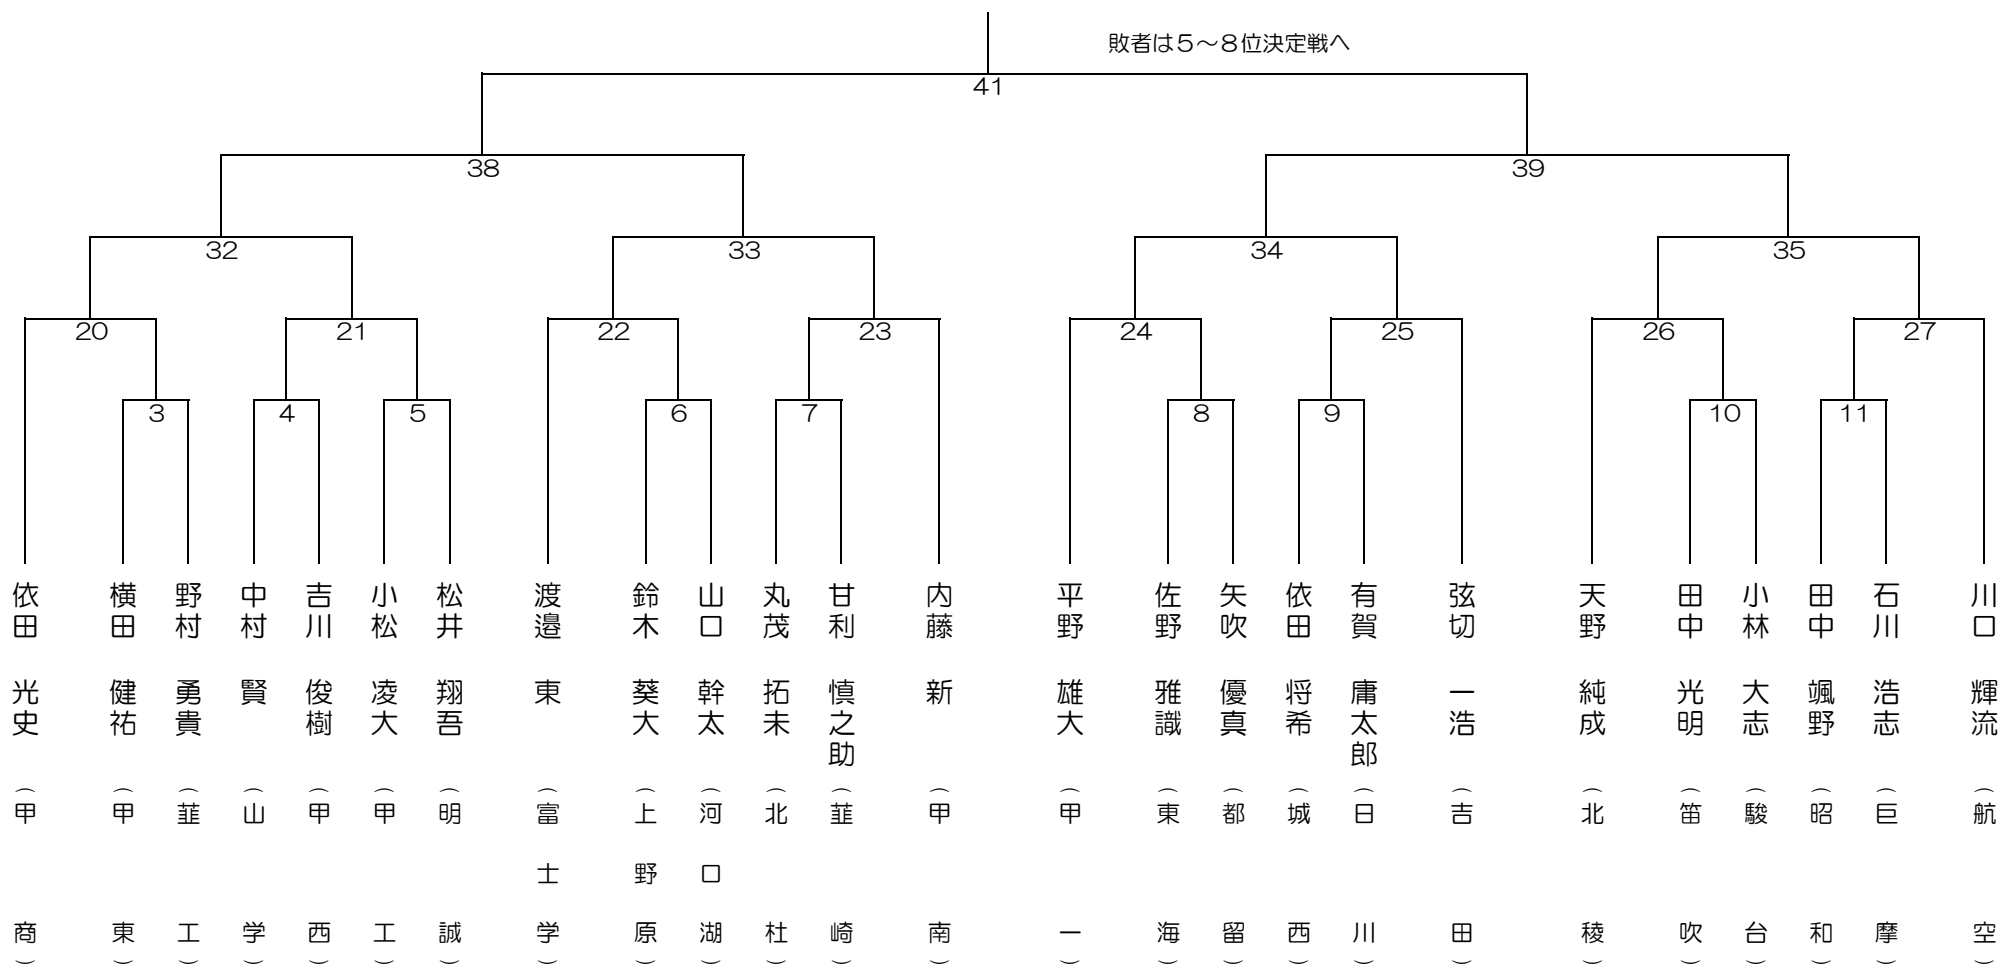 敗者は５～８位決定戦へ
41
38
39
32
33
34
35
20
21
22
23
24
25
26
27
3
4
5
6
7
8
9
10
11
依田 光史 （甲商）
横田 健祐 （甲東）
野村 勇貴 （韮工）
中村 賢 （山学）
吉川 俊樹 （甲西）
小松 凌大 （甲工）
松井 翔吾 （明誠）
渡邉 東 （富士学）
鈴木 葵大 （上野原）
山口 幹太 （河口湖）
丸茂 拓未 （北杜）
甘利 慎之助 （韮崎）
内藤 新 （甲南）
平野 雄大 （甲一）
佐野 雅識 （東海）
矢吹 優真 （都留）
依田 将希 （城西）
有賀 庸太郎 （日川）
弦切 一浩 （吉田）
天野 純成 （北稜）
田中 光明 （笛吹）
小林 大志 （駿台）
田中 颯野 （昭和）
石川 浩志 （巨摩）
川口 輝流 （航空）